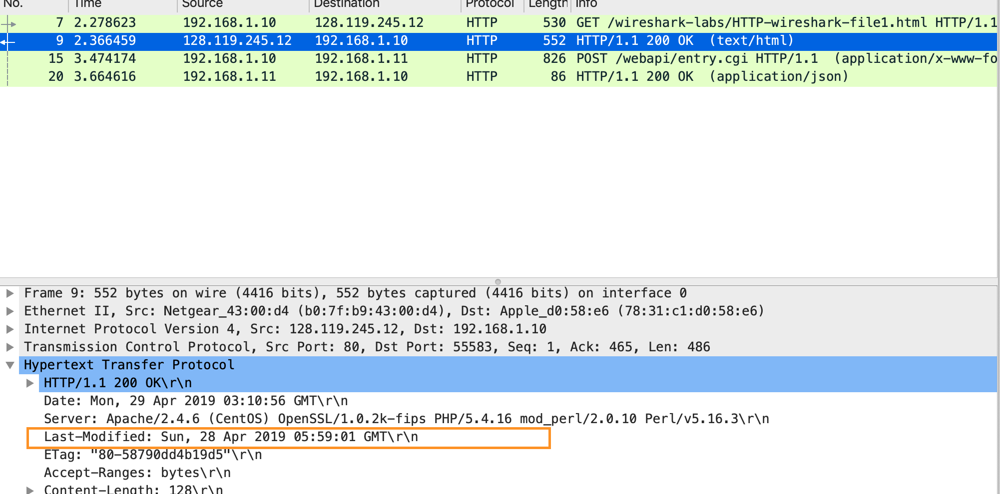 No. Time Source Destination Protocol Length Info
7 2.278623 192.168.1.10 128.119.245.12 HTTP 530 GET /wireshark-labs/HTTP-wireshark-file1.html HTTP/1.1
9 2.366459 128.119.245.12 192.168.1.10 HTTP 552 HTTP/1.1 200 OK (text/html)
15 3.474174 192.168.1.10 192.168.1.11 HTTP 826 POST /webapi/entry.cgi HTTP/1.1 (application/x-www-fo
20 3.664616 192.168.1.11 192.168.1.10 HTTP 86 HTTP/1.1 200 OK (application/json)
Frame 9: 552 bytes on wire (4416 bits), 552 bytes captured (4416 bits) on interface 0
Ethernet II, Src: Netgear_43:00:d4 (b0:7f:b9:43:00:d4), Dst: Apple_d0:58:e6 (78:31:c1:d0:58:e6)
Internet Protocol Version 4, Src: 128.119.245.12, Dst: 192.168.1.10
Transmission Control Protocol, Src Port: 80, Dst Port: 55583, Seq: 1, Ack: 465, Len: 486
Hypertext Transfer Protocol
HTTP/1.1 200 OK\r\n
Date: Mon, 29 Apr 2019 03:10:56 GMT\r\n
Server: Apache/2.4.6 (CentOS) OpenSSL/1.0.2k-fips PHP/5.4.16 mod_perl/2.0.10 Perl/v5.16.3\r\n
Last-Modified: Sun, 28 Apr 2019 05:59:01 GMT\r\n
ETag: "80-58790dd4b19d5"\r\n
Accept-Ranges: bytes\r\n
Content-Length: 128\r\n